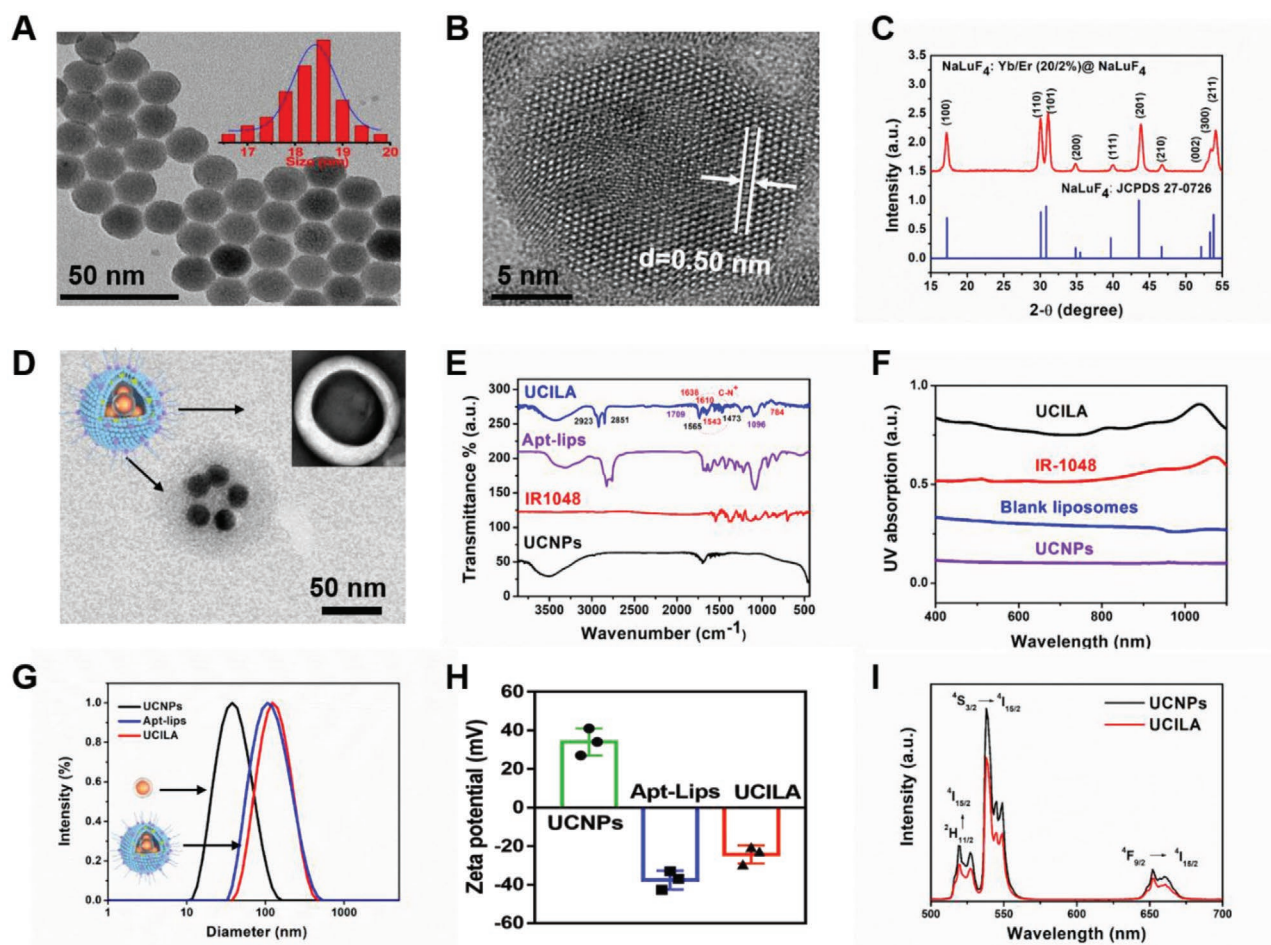 A
17 18 19 20
Size (nm)
50 nm
B
d=0.50 nm
5 nm
C
NaLuF4: Yb/Er (20/2%)@ NaLuF4
(100)
(110)
(101)
(200)
(111)
(201)
(210)
(002)
(300)
(211)
NaLuF4: JCPDS 27-0726
3.5
3.0
2.5
2.0
1.5
1.0
0.5
0.0
Intensity (a.u.)
15 20 25 30 35 40 45 50 55
2-θ (degree)
D
50 nm
E
300
250
200
150
100
50
0
Transmittance % (a.u.)
UCILA
2923
2851
1709
1638
1610
C-N+
1565
1543
1473
1096
784
Apt-lips
IR1048
UCNPs
3500 3000 2500 2000 1500 1000 500
Wavenumber (cm-1)
F
1.0
0.5
0.0
UV absorption (a.u.)
UCILA
IR-1048
Blank liposomes
UCNPs
400 600 800 1000
Wavelength (nm)
G
UCNPs
Apt-lips
UCILA
1.0
0.8
0.6
0.4
0.2
0.0
Intensity (%)
1 10 100 1000
Diameter (nm)
H
60
40
20
0
-20
-40
-60
Zeta potential (mV)
UCNPs
Apt-Lips
UCILA
I
4S3/2 → 4I15/2
UCNPs
UCILA
4I15/2
2H11/2
4F9/2 → 4I15/2
Intensity (a.u.)
500 550 600 650 700
Wavelength (nm)